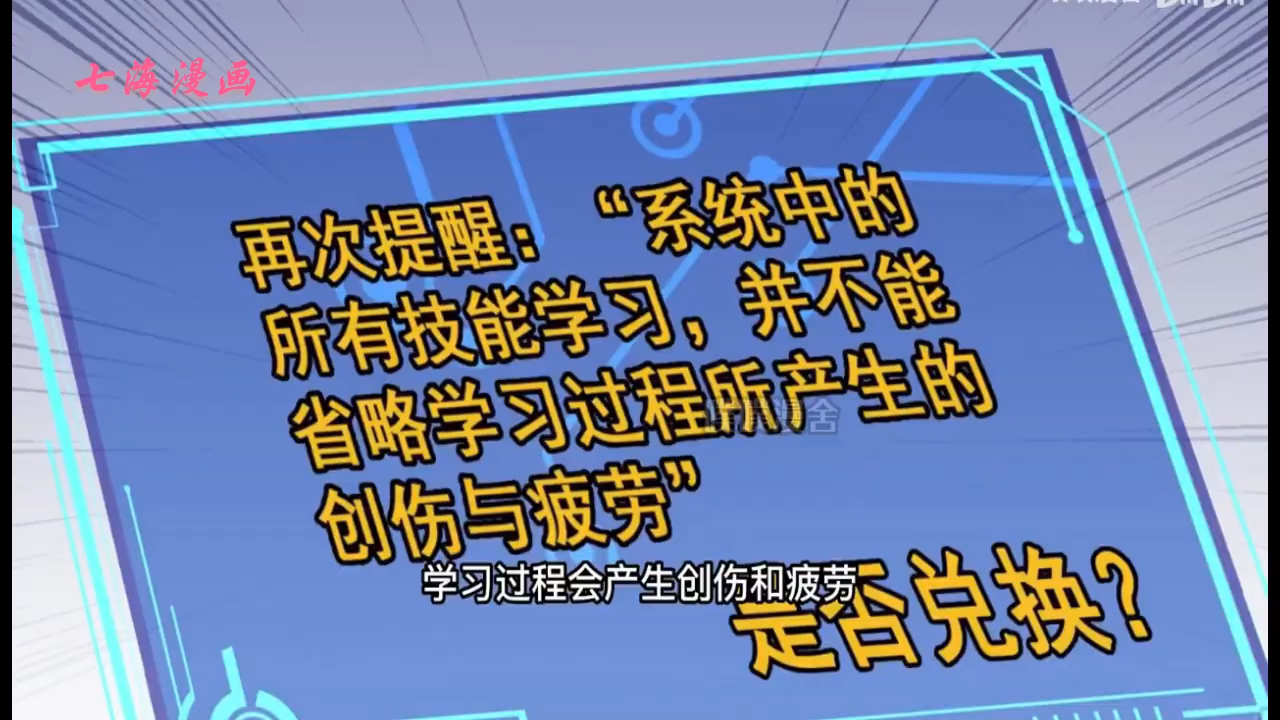 七海漫画
再次提醒：“系统中的
所有技能学习，并不能
省略学习过程所产生的
创伤与疲劳”
学习过程会产生创伤和疲劳
是否兑换？